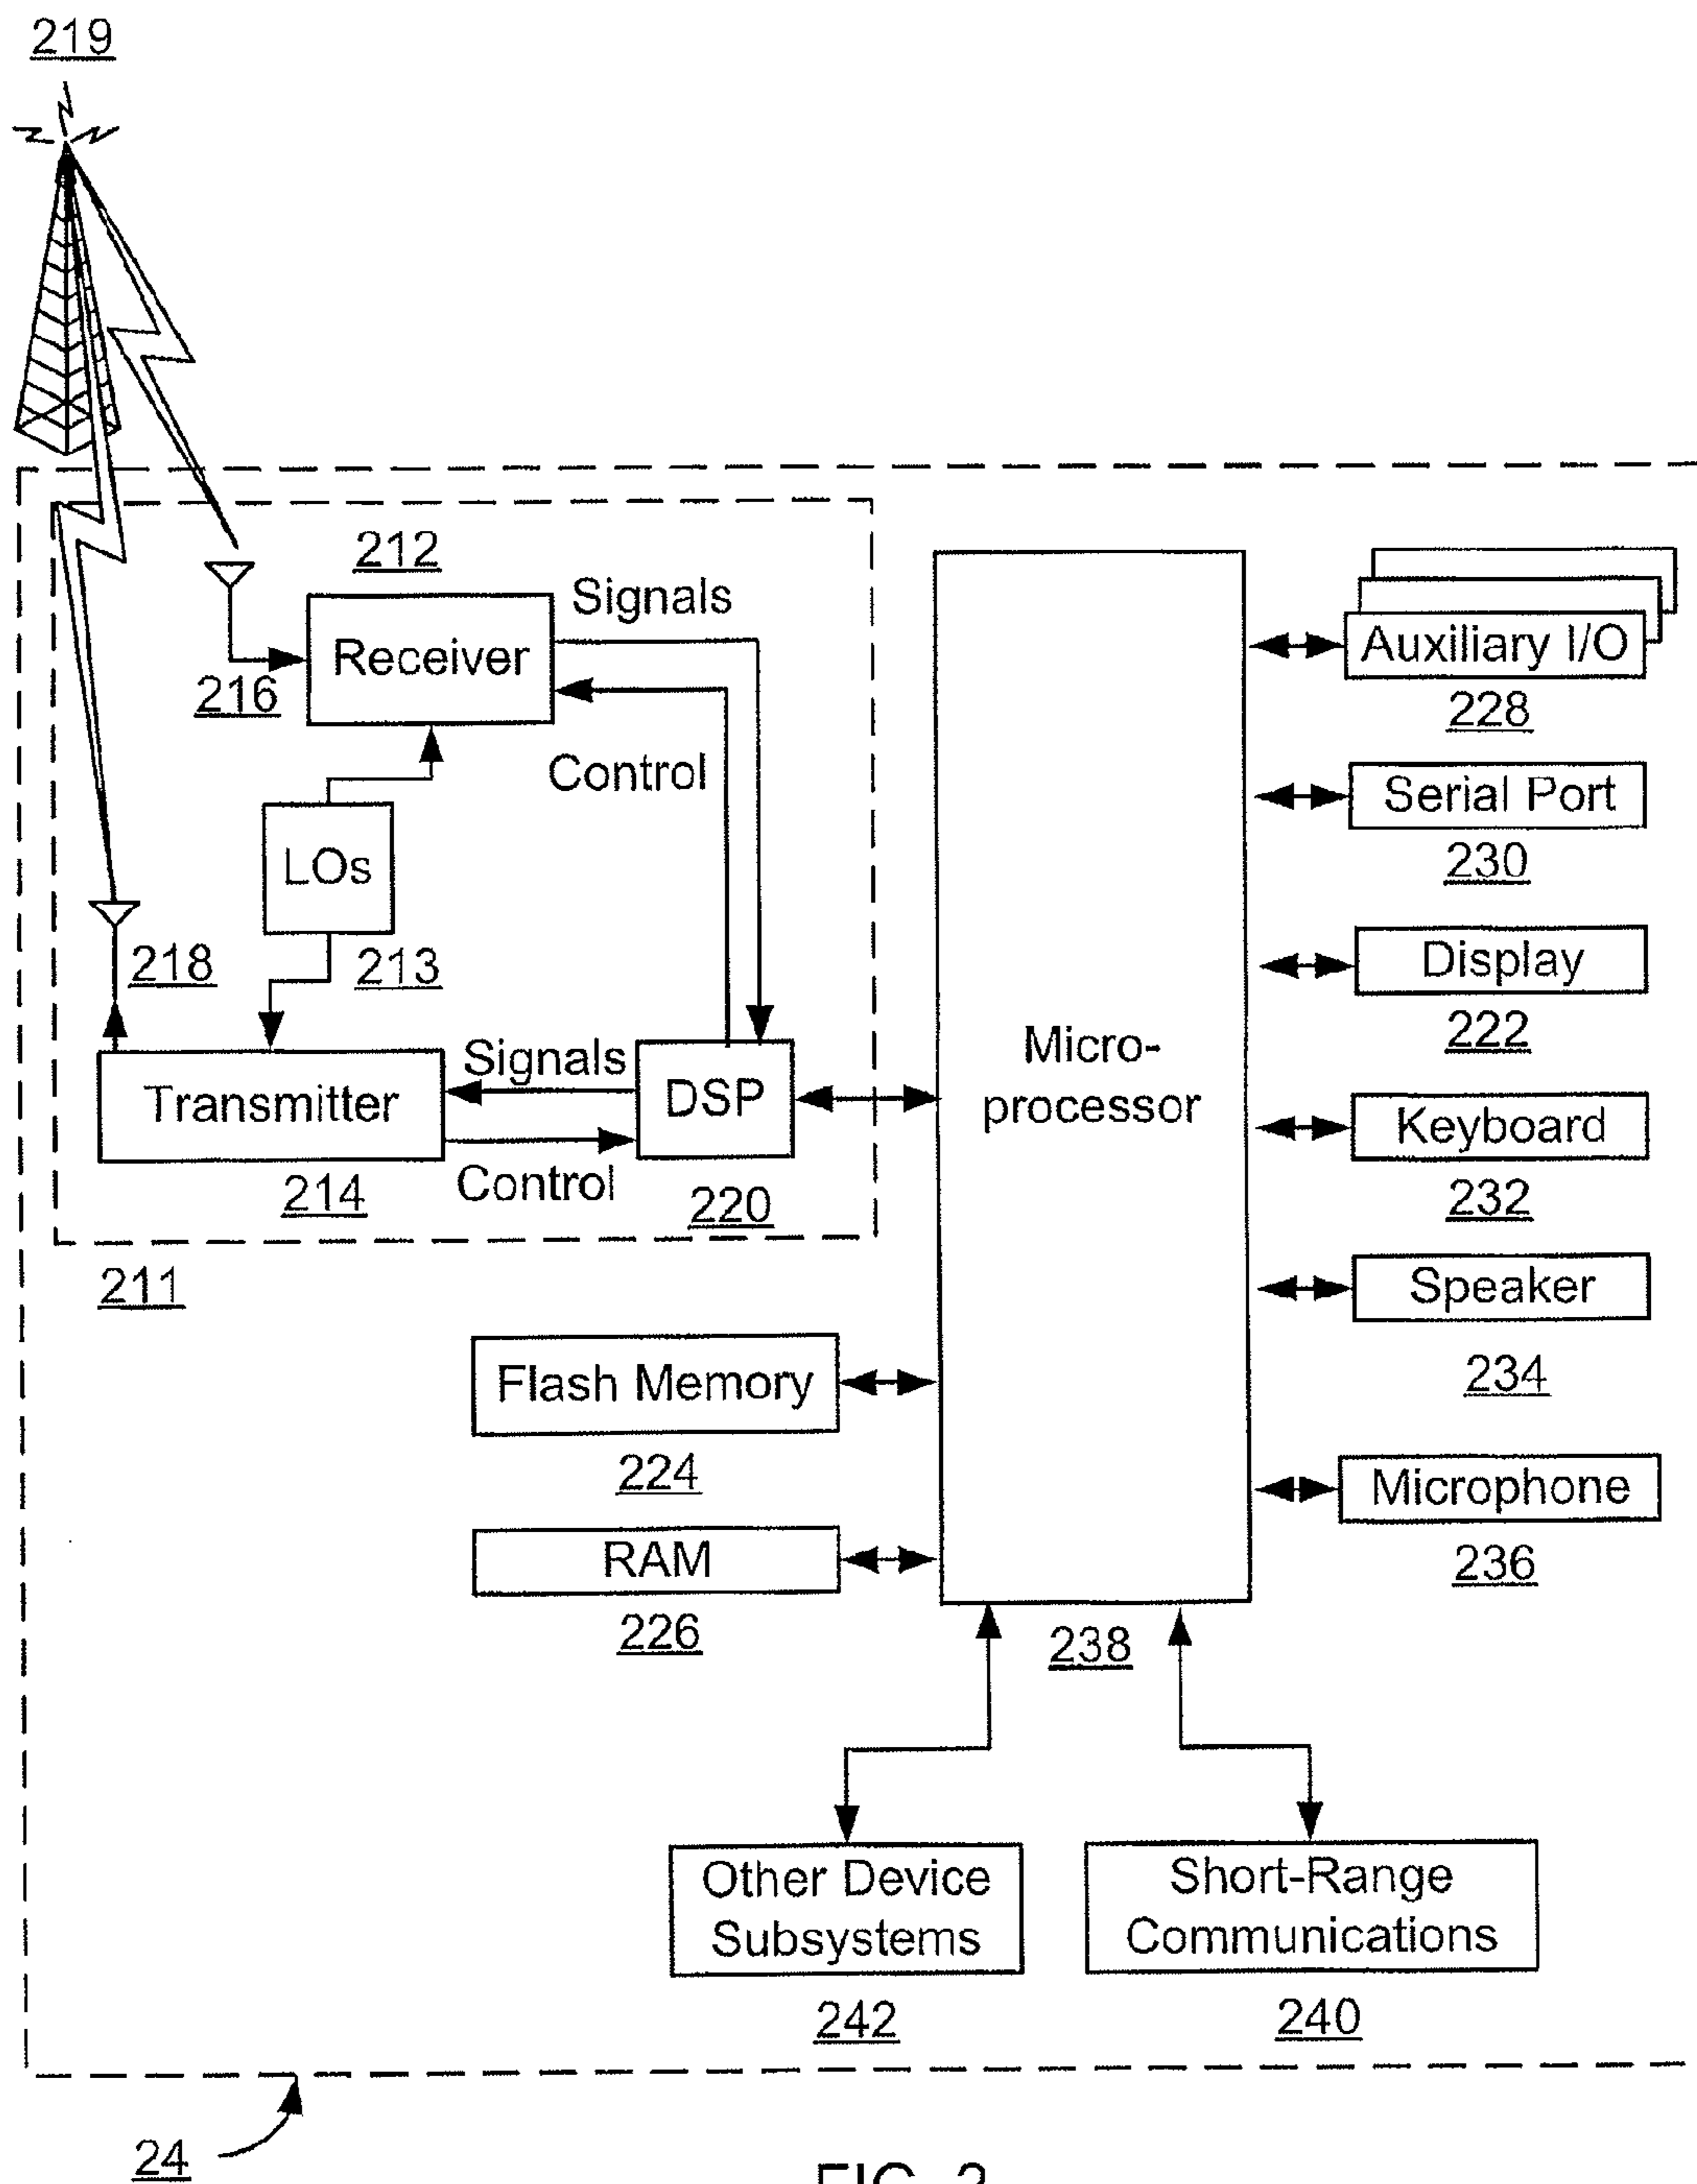 219
212
Signals
Receiver
216
Control
LOs
218
213
Signals
Transmitter
DSP
214
Control
220
211
Micro-
processor
238
Auxiliary I/O
228
Serial Port
230
Display
222
Keyboard
232
Speaker
234
Microphone
236
Flash Memory
224
RAM
226
Other Device
Subsystems
242
Short-Range
Communications
240
24